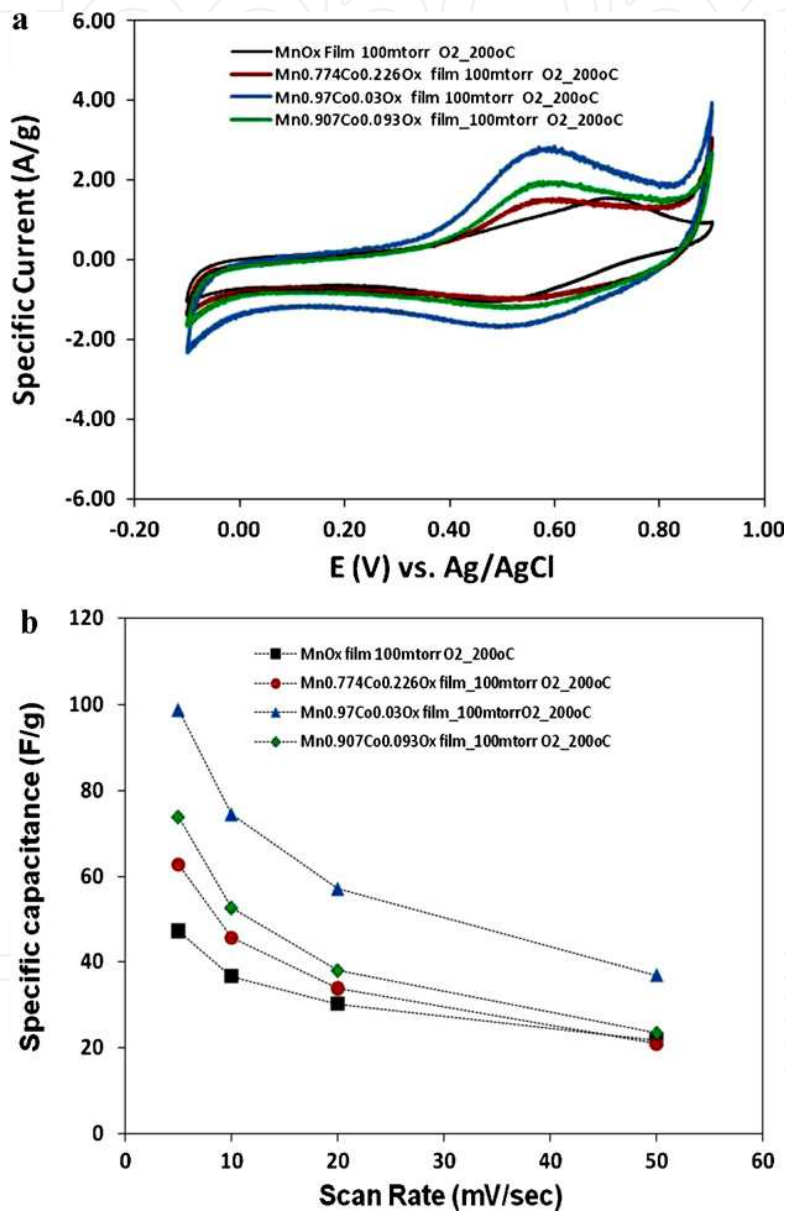 a
6.00
4.00
2.00
0.00
-2.00
-4.00
-6.00
Specific Current (A/g)
MnOx Film 100mtorr O2_200oC
Mn0.774Co0.226Ox film 100mtorr O2_200oC
Mn0.97Co0.03Ox film 100mtorr O2_200oC
Mn0.907Co0.093Ox film_100mtorr O2_200oC
-0.20 0.00 0.20 0.40 0.60 0.80 1.00
E (V) vs. Ag/AgCl
b
120
100
80
60
40
20
0
Specific capacitance (F/g)
MnOx film 100mtorr O2_200oC
Mn0.774Co0.226Ox film_100mtorr O2_200oC
Mn0.97Co0.03Ox film_100mtorrO2_200oC
Mn0.907Co0.093Ox film_100mtorr O2_200oC
0 10 20 30 40 50 60
Scan Rate (mV/sec)